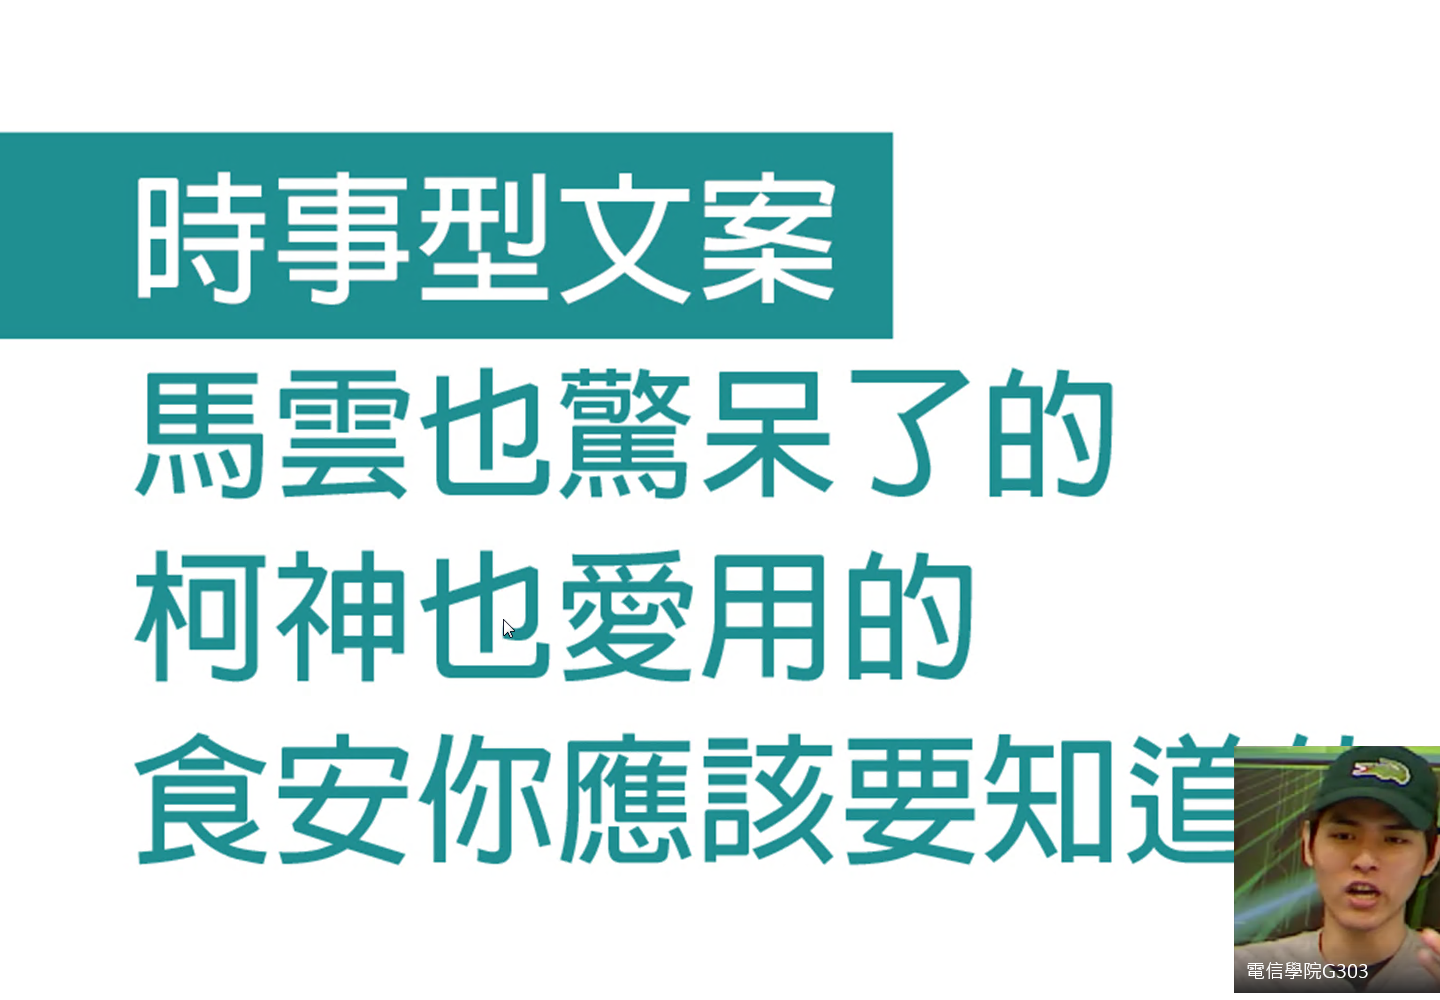 時事型文案
馬雲也驚呆了的
柯神也愛用的
食安你應該要知道
電信學院G303